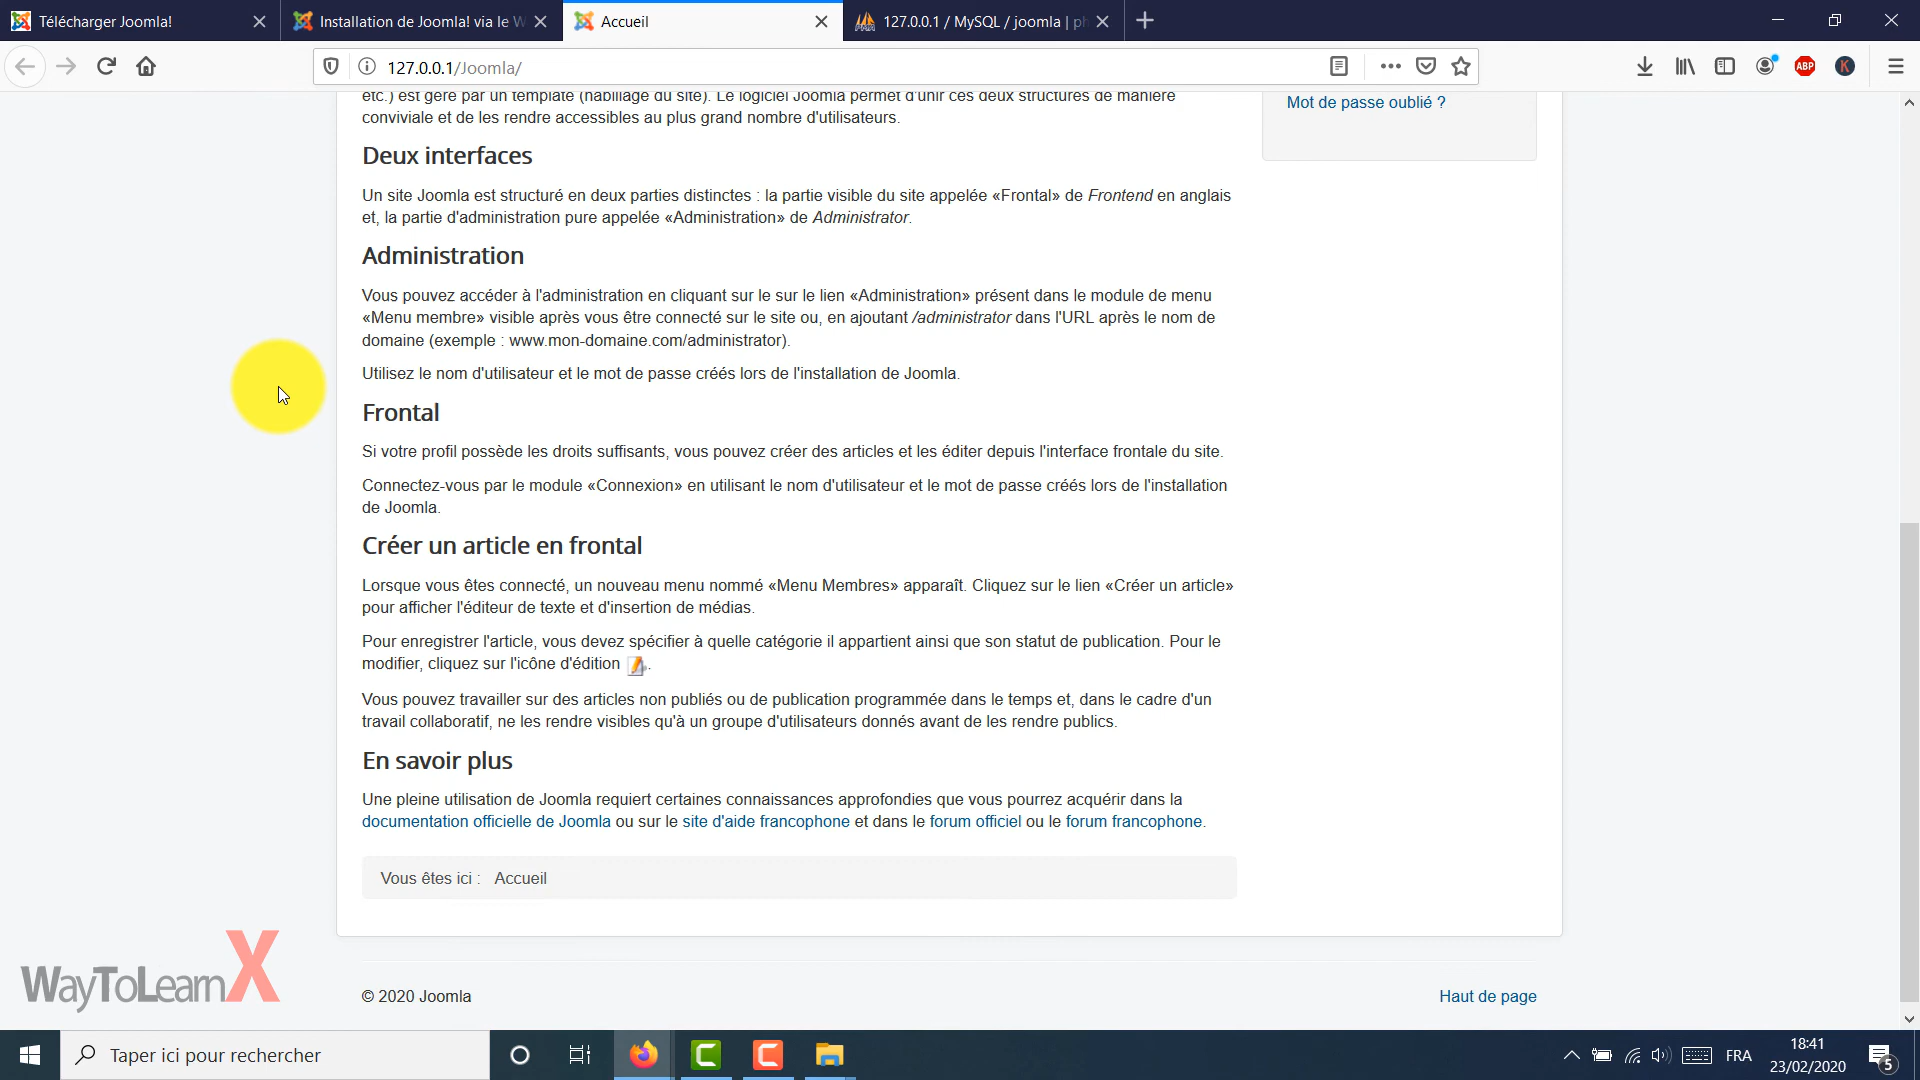 Télécharger Joomla!
Installation de Joomla! via le W
Accueil
127.0.0.1 / MySQL / joomla | ph
127.0.0.1/Joomla/
ABP
K
etc.) est géré par un template (habillage du site). Le logiciel Joomla permet d'unir ces deux structures de manière
conviviale et de les rendre accessibles au plus grand nombre d'utilisateurs.
Mot de passe oublié ?
Deux interfaces
Un site Joomla est structuré en deux parties distinctes : la partie visible du site appelée «Frontal» de Frontend en anglais
et, la partie d'administration pure appelée «Administration» de Administrator.
Administration
Vous pouvez accéder à l'administration en cliquant sur le sur le lien «Administration» présent dans le module de menu
«Menu membre» visible après vous être connecté sur le site ou, en ajoutant /administrator dans l'URL après le nom de
domaine (exemple : www.mon-domaine.com/administrator).
Utilisez le nom d'utilisateur et le mot de passe créés lors de l'installation de Joomla.
Frontal
Si votre profil possède les droits suffisants, vous pouvez créer des articles et les éditer depuis l'interface frontale du site.
Connectez-vous par le module «Connexion» en utilisant le nom d'utilisateur et le mot de passe créés lors de l'installation
de Joomla.
Créer un article en frontal
Lorsque vous êtes connecté, un nouveau menu nommé «Menu Membres» apparaît. Cliquez sur le lien «Créer un article»
pour afficher l'éditeur de texte et d'insertion de médias.
Pour enregistrer l'article, vous devez spécifier à quelle catégorie il appartient ainsi que son statut de publication. Pour le
modifier, cliquez sur l'icône d'édition .
Vous pouvez travailler sur des articles non publiés ou de publication programmée dans le temps et, dans le cadre d'un
travail collaboratif, ne les rendre visibles qu'à un groupe d'utilisateurs donnés avant de les rendre publics.
En savoir plus
Une pleine utilisation de Joomla requiert certaines connaissances approfondies que vous pourrez acquérir dans la
documentation officielle de Joomla ou sur le site d'aide francophone et dans le forum officiel ou le forum francophone.
Vous êtes ici : Accueil
WayToLearnX
© 2020 Joomla
Haut de page
Taper ici pour rechercher
FRA
18:41
23/02/2020
5